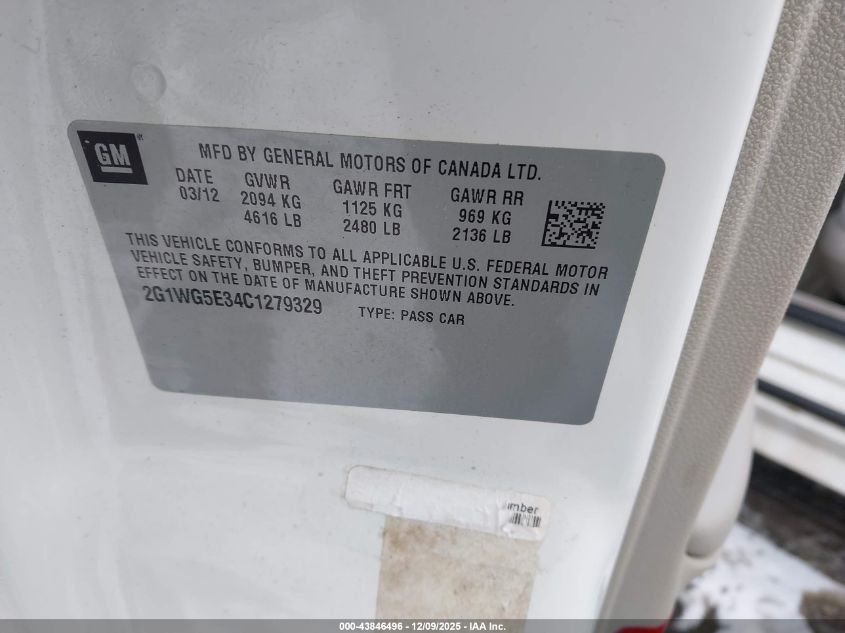 GM
MFD BY GENERAL MOTORS OF CANADA LTD.
DATE GVWR GAWR FRT GAWR RR
03/12 2094 KG 1125 KG 969 KG
4616 LB 2480 LB 2136 LB
THIS VEHICLE CONFORMS TO ALL APPLICABLE U.S. FEDERAL MOTOR
VEHICLE SAFETY, BUMPER, AND THEFT PREVENTION STANDARDS IN
EFFECT ON THE DATE OF MANUFACTURE SHOWN ABOVE.
2G1WG5E34C1279329 TYPE: PASS CAR
umber
000-43846496 - 12/09/2025 - IAA Inc.